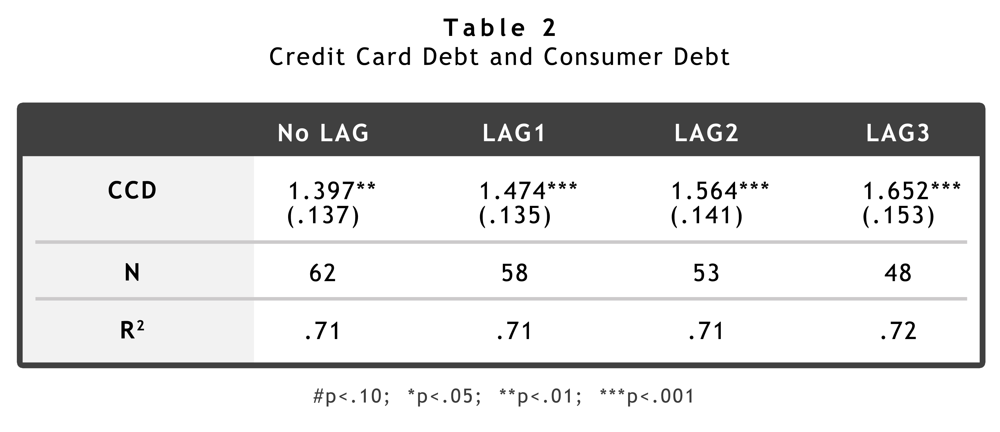 Table 2
Credit Card Debt and Consumer Debt
No LAG LAG1 LAG2 LAG3
CCD 1.397** 1.474*** 1.564*** 1.652***
(.137) (.135) (.141) (.153)
N 62 58 53 48
R² .71 .71 .71 .72
#p<.10; *p<.05; **p<.01; ***p<.001